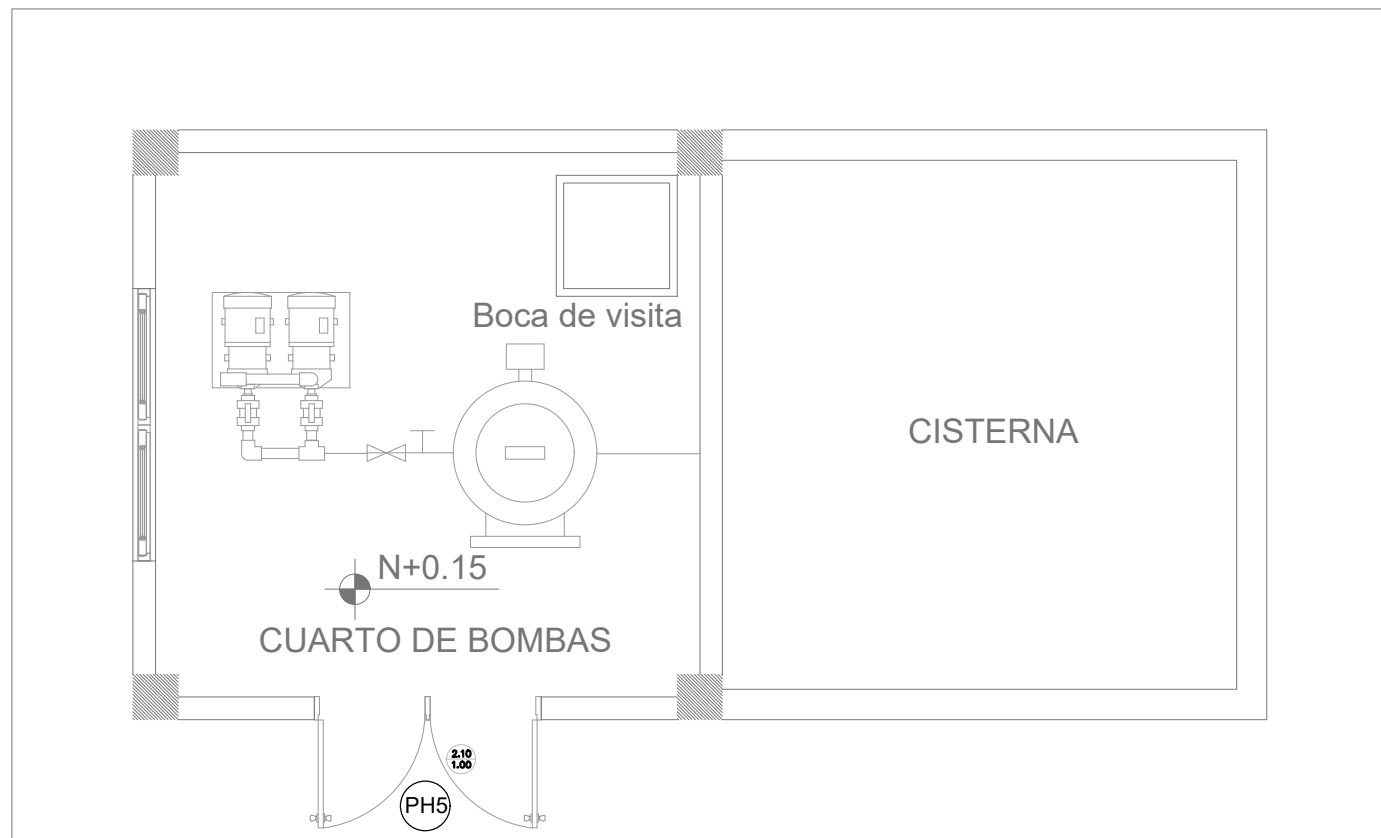 Boca de visita
CISTERNA
N+0.15
CUARTO DE BOMBAS
2.10
1.00
PH5